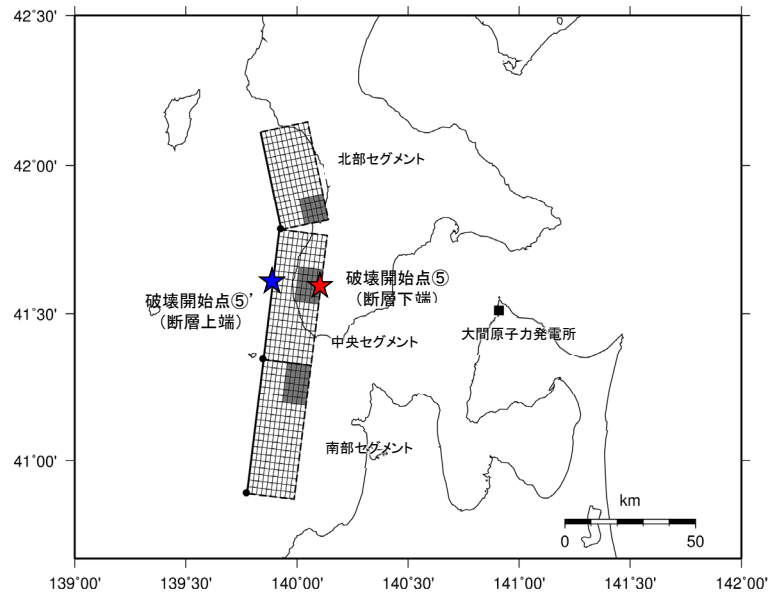 42˚30'
42˚00'
41˚30'
41˚00'
北部セグメント
破壊開始点⑤
（断層下端）
破壊開始点⑤'
（断層上端）
中央セグメント
大間原子力発電所
南部セグメント
km
0 50
139˚00' 139˚30' 140˚00' 140˚30' 141˚00' 141˚30' 142˚00'